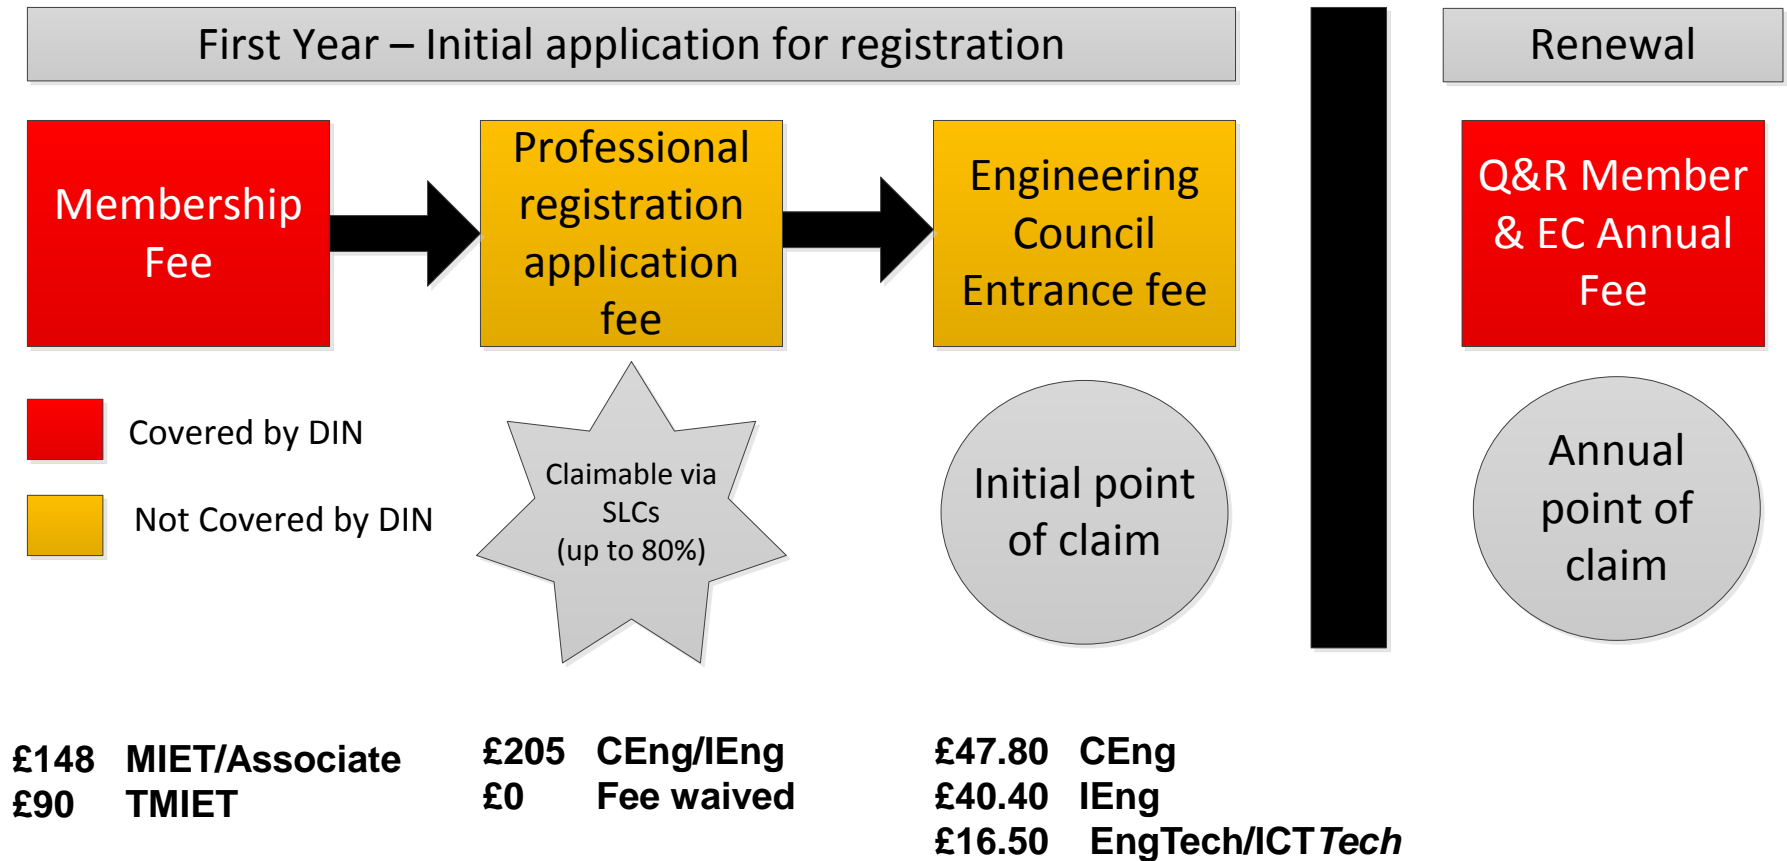 First Year – Initial application for registration
Renewal
Membership
Fee
Professional
registration
application
fee
Engineering
Council
Entrance fee
Q&R Member
& EC Annual
Fee
Covered by DIN
Not Covered by DIN
Claimable via
SLCs
(up to 80%)
Initial point
of claim
Annual
point of
claim
£148 MIET/Associate
£90 TMIET
£205 CEng/IEng
£0 Fee waived
£47.80 CEng
£40.40 IEng
£16.50 EngTech/ICTTech